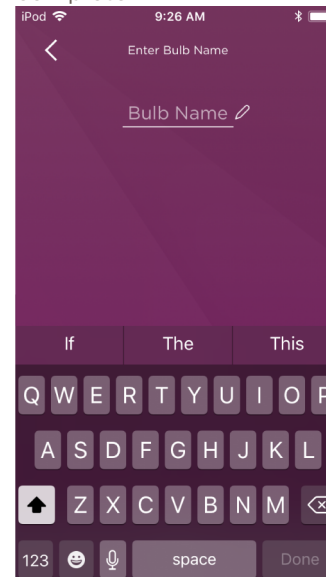 iPod 9:26 AM
Enter Bulb Name
Bulb Name
If The This
Q W E R T Y U I O P
A S D F G H J K L
Z X C V B N M
123 space Done